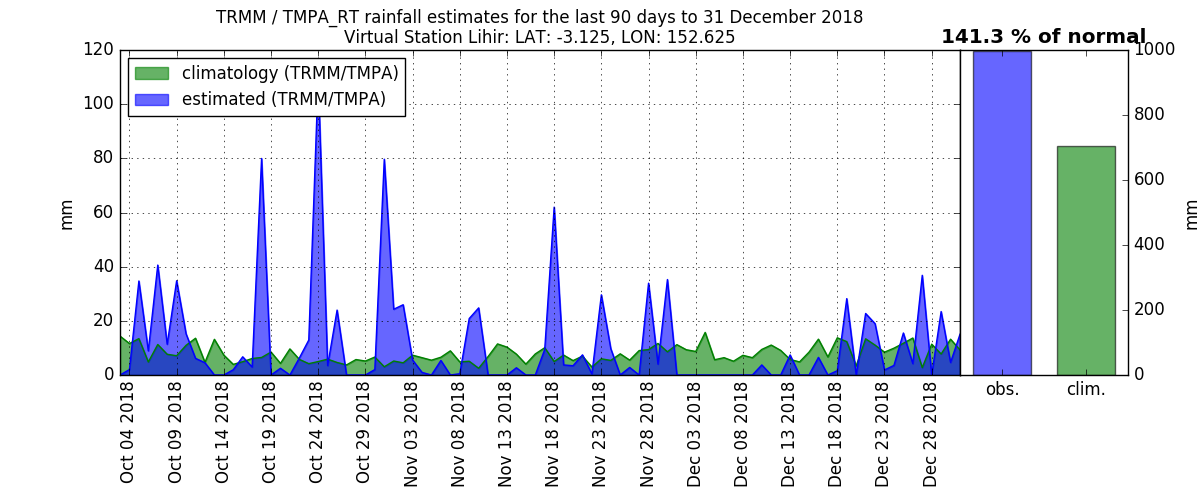 TRMM / TMPA_RT rainfall estimates for the last 90 days to 31 December 2018
Virtual Station Lihir: LAT: -3.125, LON: 152.625
141.3 % of normal
climatology (TRMM/TMPA)
estimated (TRMM/TMPA)
120
100
80
60
40
20
0
mm
1000
800
600
400
200
0
mm
Oct 04 2018
Oct 09 2018
Oct 14 2018
Oct 19 2018
Oct 24 2018
Oct 29 2018
Nov 03 2018
Nov 08 2018
Nov 13 2018
Nov 18 2018
Nov 23 2018
Nov 28 2018
Dec 03 2018
Dec 08 2018
Dec 13 2018
Dec 18 2018
Dec 23 2018
Dec 28 2018
obs.
clim.